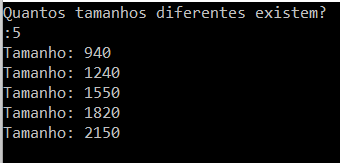 Quantos tamanhos diferentes existem?
:5
Tamanho: 940
Tamanho: 1240
Tamanho: 1550
Tamanho: 1820
Tamanho: 2150